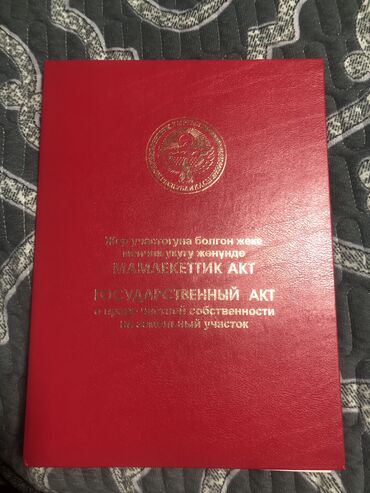 Жер участогуна болгон жеке
менчик укугу жөнүндө
МАМЛЕКЕТТИК АКТ
ГОСУДАРСТВЕННЫЙ АКТ
о праве частной собственности
на земельный участок